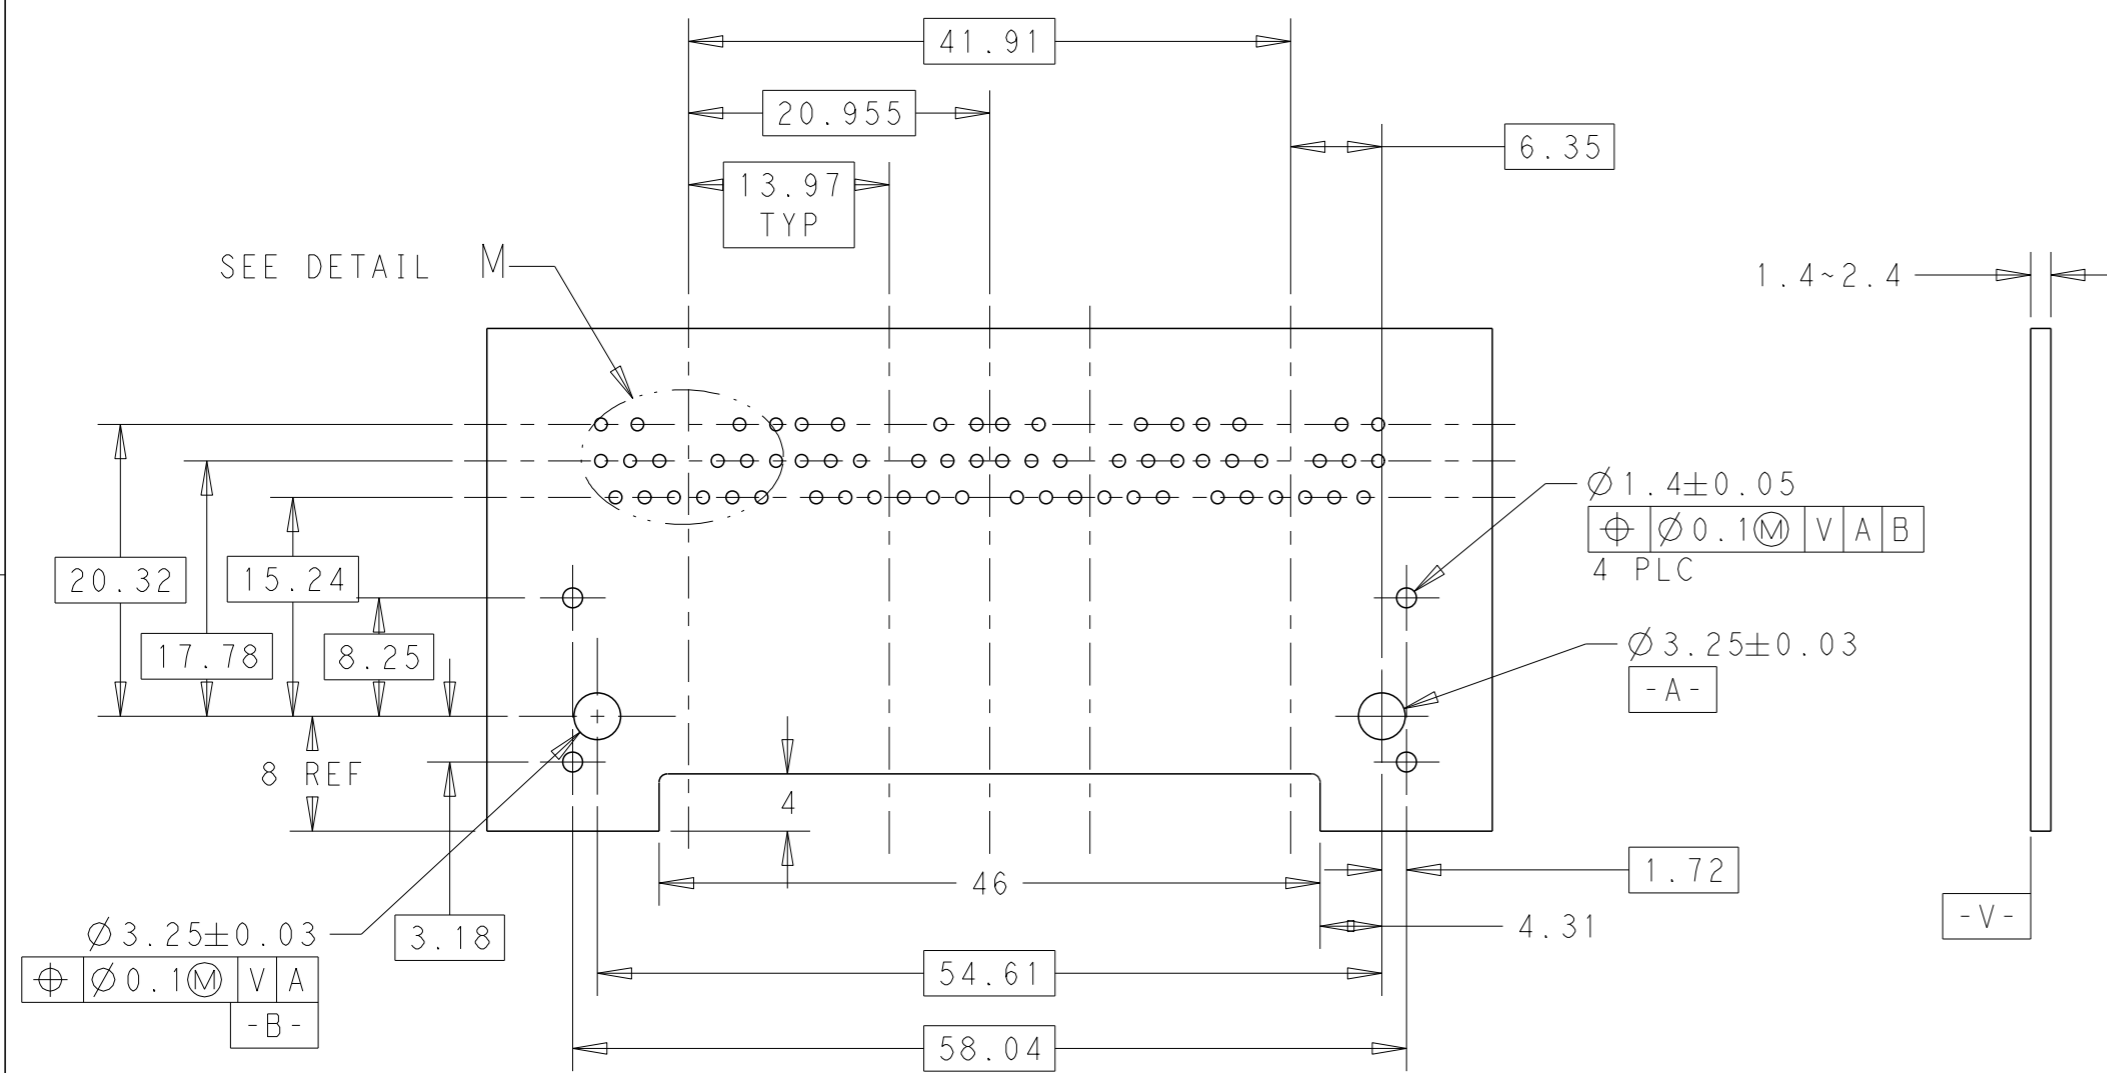 41.91
20.955
6.35
13.97
TYP
SEE DETAIL M
1.4~2.4
Ø1.4±0.05
⌖ Ø0.1Ⓜ V A B
4 PLC
20.32
15.24
17.78
8.25
Ø3.25±0.03
-A-
8 REF
4
46
1.72
-V-
Ø3.25±0.03
⌖ Ø0.1Ⓜ V A
-B-
3.18
4.31
54.61
58.04